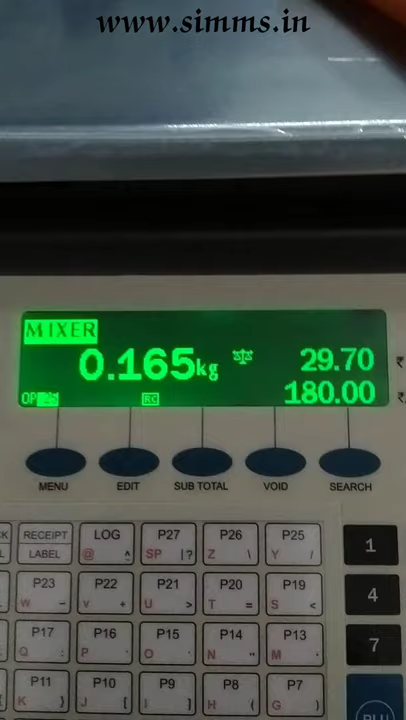 www.simms.in
MIXER
0.165kg 29.70 ₹
OP RC 180.00 ₹/
MENU EDIT SUB TOTAL VOID SEARCH
RECEIPT LOG P27 P26 P25 1
LABEL @ ^ SP |? Z \ Y /
P23 P22 P21 P20 P19 4
W – V + U > T = S <
P17 P16 P15 P14 P13 7
Q : P . O ' N " M .
P11 P10 P9 P8 P7
K } J [ I ] H ( G )
PLU